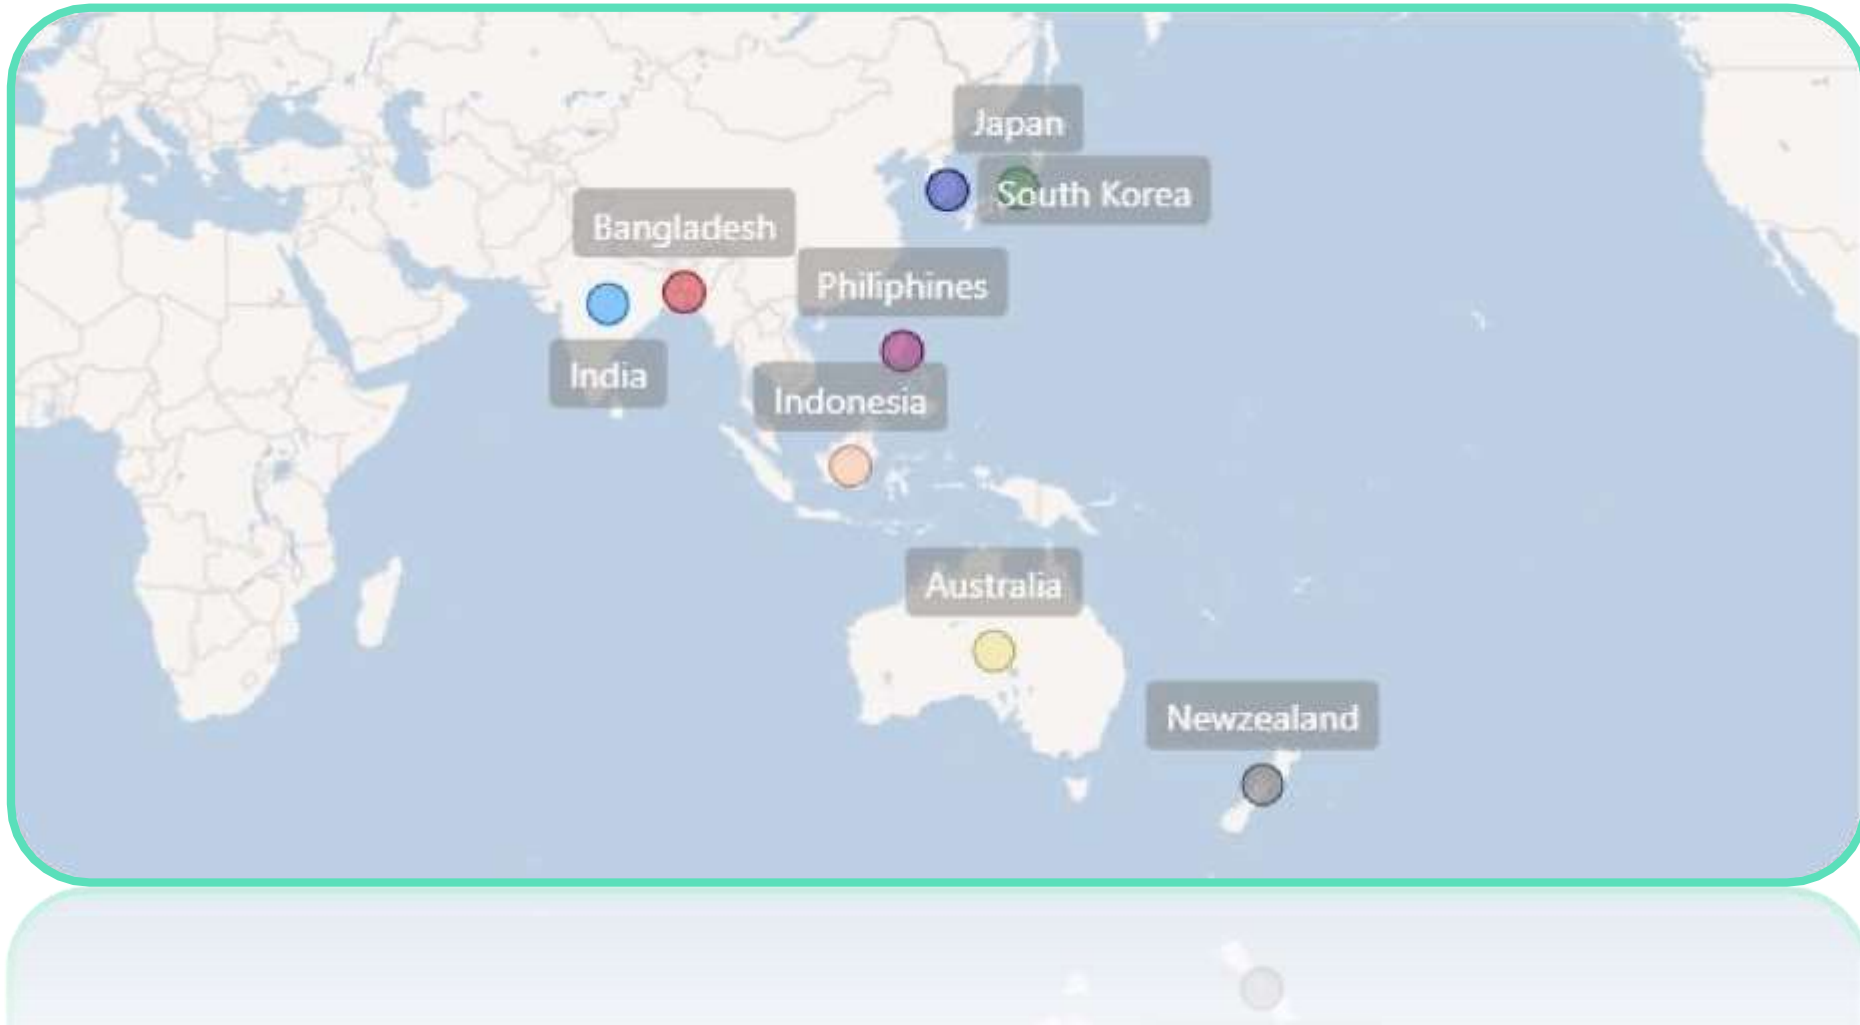 Japan
South Korea
Bangladesh
Philiphines
India
Indonesia
Australia
Newzealand